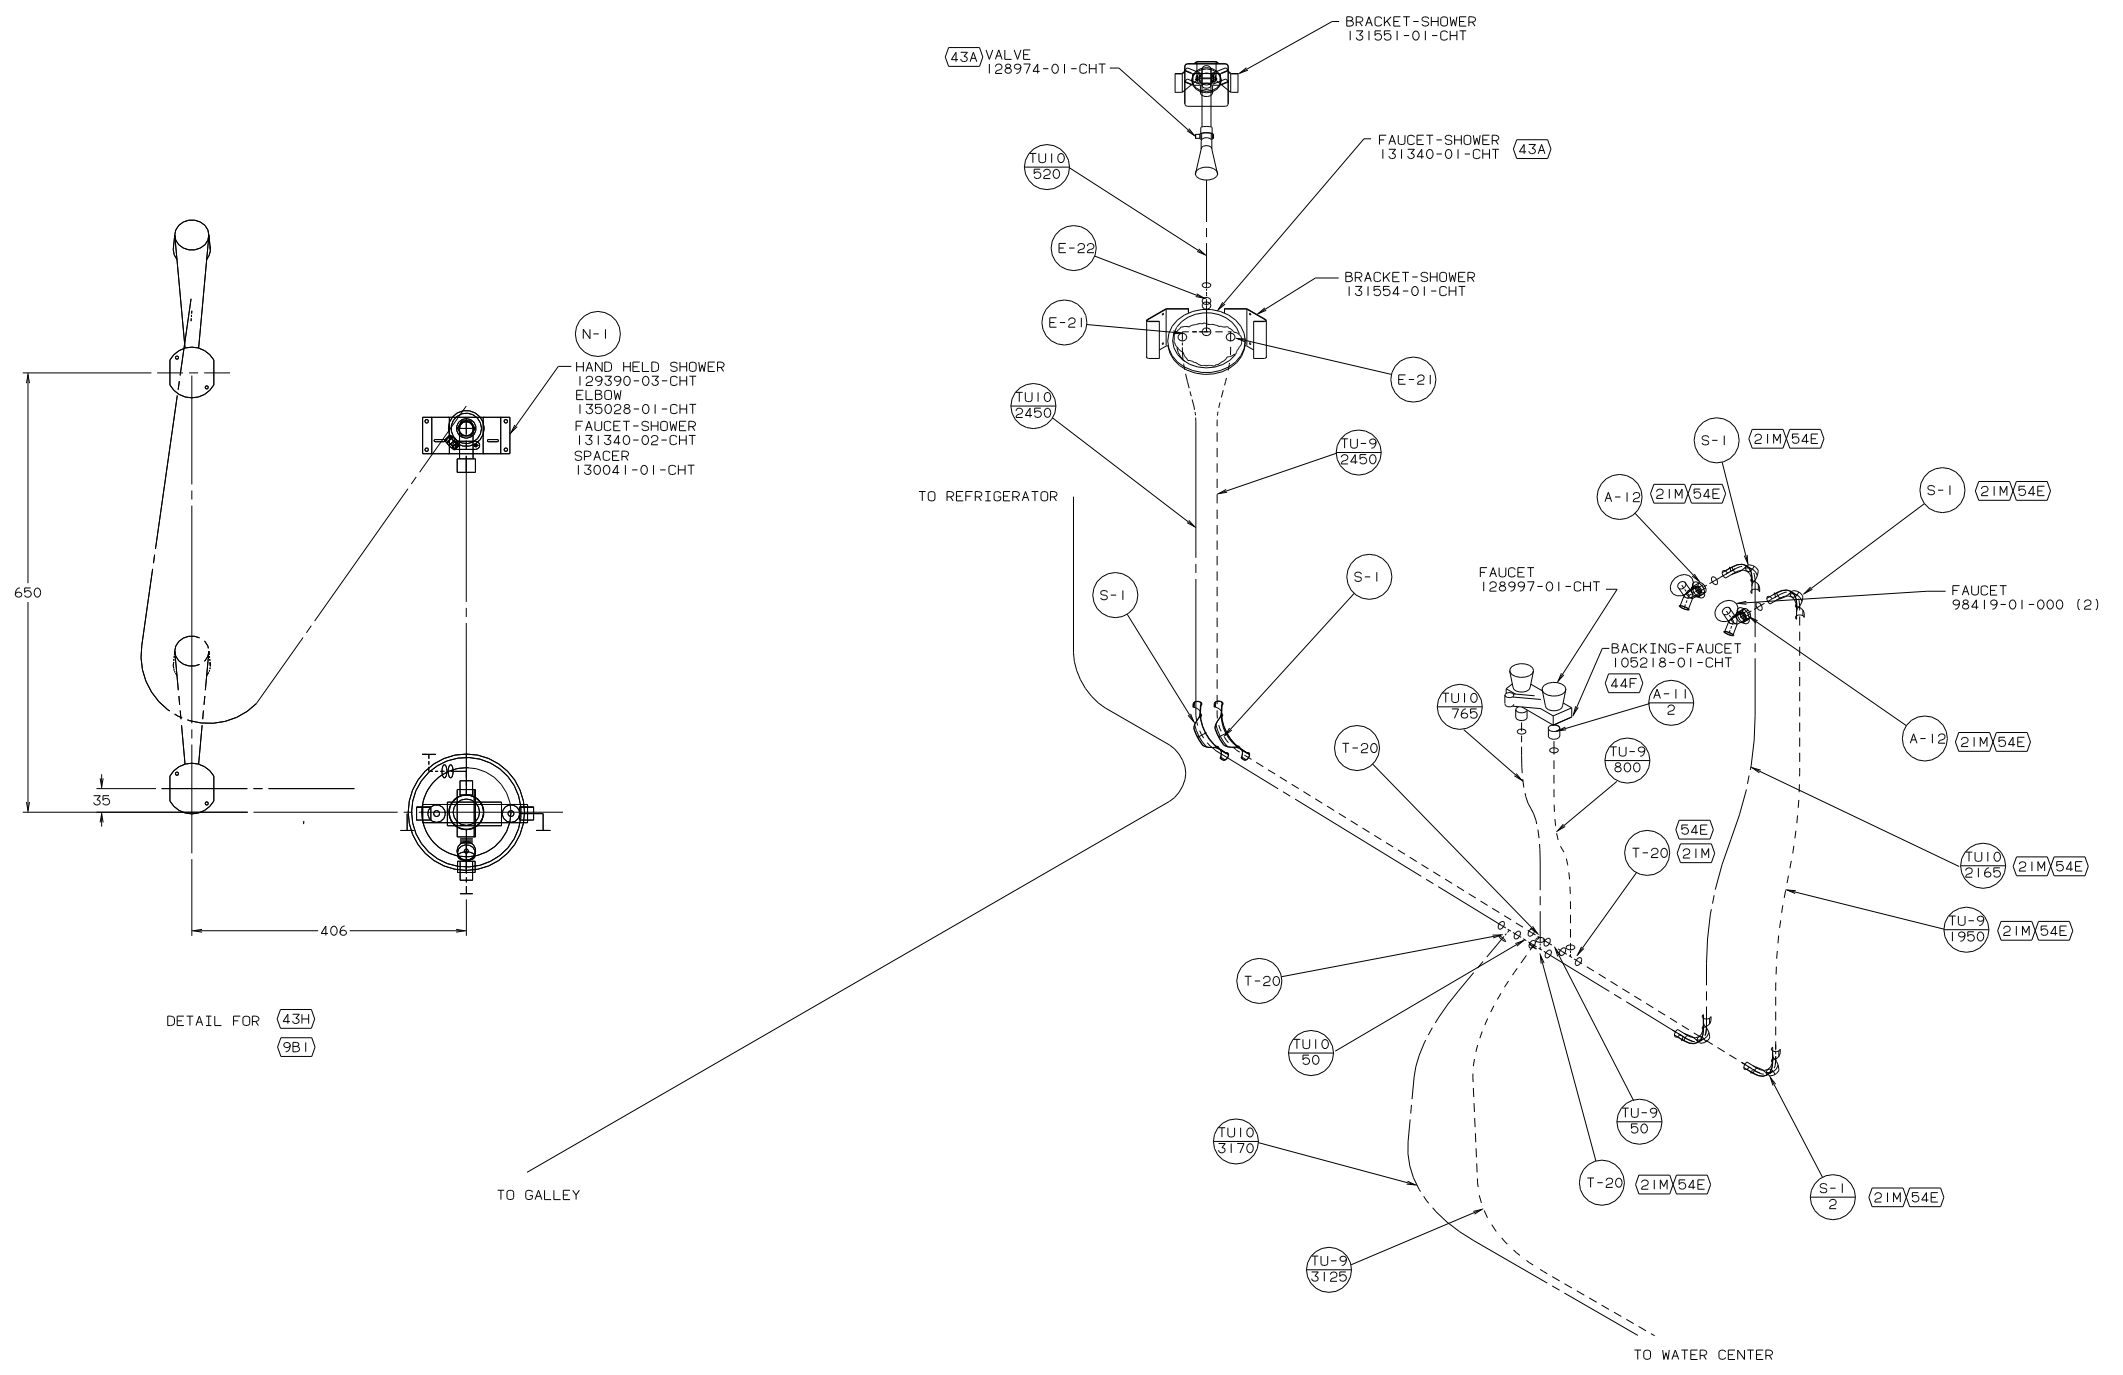 BRACKET-SHOWER
131551-01-CHT
43A VALVE
128974-01-CHT
FAUCET-SHOWER
131340-01-CHT 43A
TU10
520
E-22
BRACKET-SHOWER
131554-01-CHT
E-21
E-21
N-1
HAND HELD SHOWER
129390-03-CHT
ELBOW
135028-01-CHT
FAUCET-SHOWER
131340-02-CHT
SPACER
130041-01-CHT
TU10
2450
TU-9
2450
TO REFRIGERATOR
S-1 21M 54E
A-12 21M 54E
S-1 21M 54E
S-1
S-1
FAUCET
128997-01-CHT
FAUCET
98419-01-000 (2)
650
BACKING-FAUCET
105218-01-CHT
44F
A-11
2
TU10
765
T-20
TU-9
800
A-12 21M 54E
35
54E
T-20 21M
TU10
2165
21M 54E
TU-9
1950
21M 54E
406
T-20
DETAIL FOR 43H
9B1
TU10
50
TU-9
50
TU10
3170
T-20 21M 54E
S-1
2
21M 54E
TO GALLEY
TU-9
3125
TO WATER CENTER